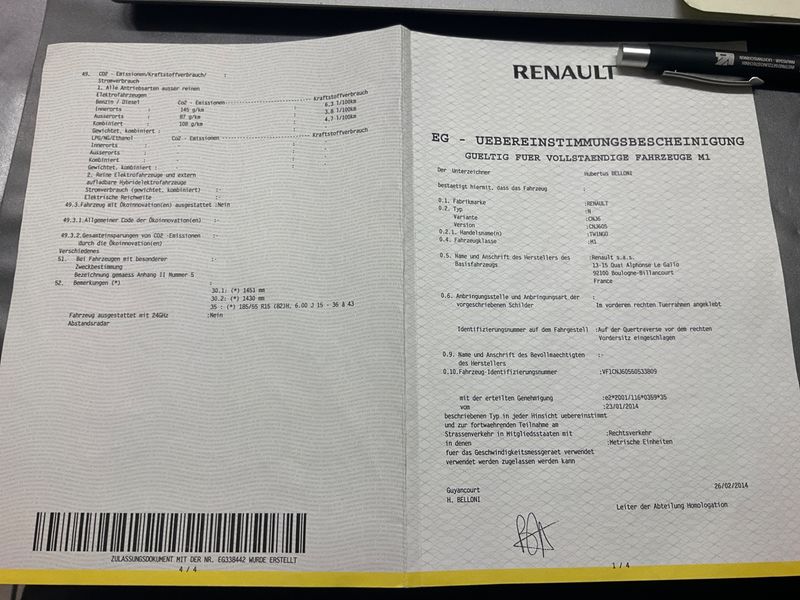 49. CO2 - Emissionen/Kraftstoffverbrauch/ :
Stromverbrauch
1. Alle Antriebsarten ausser reinen
Elektrofahrzeugen
Benzine / Diesel Co2 - Emissionen Kraftstoffverbrauch
Innerorts : 145 g/km : 6,3 l/100km
Ausserorts : 87 g/km : 3,8 l/100km
Kombiniert : 108 g/km : 4,7 l/100km
Gewichtet, kombiniert :
LPG/NG/Ethanol Co2 - Emissionen Kraftstoffverbrauch
Innerorts :
Ausserorts :
Kombiniert :
Gewichtet, kombiniert :
2. Reine Elektrofahrzeuge und extern
aufladbare Hybridelektrofahrzeuge
Stromverbrauch (gewichtet, kombiniert) :-
Elektrische Reichweite :-
49.3.Fahrzeug mit Ökoinnovation(en) ausgestattet :Nein
49.3.1.Allgemeiner Code der Ökoinnovation(en) :-
49.3.2.Gesamteinsparungen von CO2 -Emissionen :-
durch die Ökoinnovation(en)
Verschiedenes
51. Bei Fahrzeugen mit besonderer :-
Zweckbestimmung
Bezeichnung gemaess Anhang II Nummer 5
52. Bemerkungen (*) :
30.1: (*) 1451 mm
30.2: (*) 1430 mm
35 : (*) 185/55 R15 (82)H, 6.00 J 15 - 36 à 43
Fahrzeug ausgestattet mit 24GHz :Nein
Abstandsradar
ZULASSUNGSDOKUMENT MIT DER NR. EG338442 WURDE ERSTELLT
4 / 4
RENAULT
EG - UEBEREINSTIMMUNGSBESCHEINIGUNG
GUELTIG FUER VOLLSTAENDIGE FAHRZEUGE M1
Der Unterzeichner Hubertus BELLONI
bestaetigt hiermit, dass das Fahrzeug :
0.1. Fabrikmarke :RENAULT
0.2. Typ :N
Variante :CNJ6
Version :CNJ605
0.2.1. Handelsname(n) :TWINGO
0.4. Fahrzeugklasse :M1
0.5. Name und Anschrift des Herstellers des :Renault s.a.s.
Basisfahrzeugs 13-15 Quai Alphonse Le Gallo
92100 Boulogne-Billancourt
France
0.6. Anbringungsstelle und Anbringungsart der :
vorgeschriebenen Schilder Im vorderen rechten Tuerrahmen angeklebt
Identifizierungsnummer auf dem Fahrgestell :Auf der Quertraverse vor dem rechten
Vordersitz eingeschlagen
0.9. Name und Anschrift des Bevollmaechtigten :-
des Herstellers
0.10.Fahrzeug-Identifizierungsnummer :VF1CNJ60550533809
mit der erteilten Genehmigung :e2*2001/116*0359*35
vom :23/01/2014
beschriebenen Typ in jeder Hinsicht uebereinstimmt
und zur fortwaehrenden Teilnahme am
Strassenverkehr in Mitgliedsstaaten mit :Rechtsverkehr
in denen :Metrische Einheiten
fuer das Geschwindigkeitsmessgeraet verwendet
verwendet werden zugelassen werden kann
Guyancourt 26/02/2014
H. BELLONI Leiter der Abteilung Homologation
1 / 4